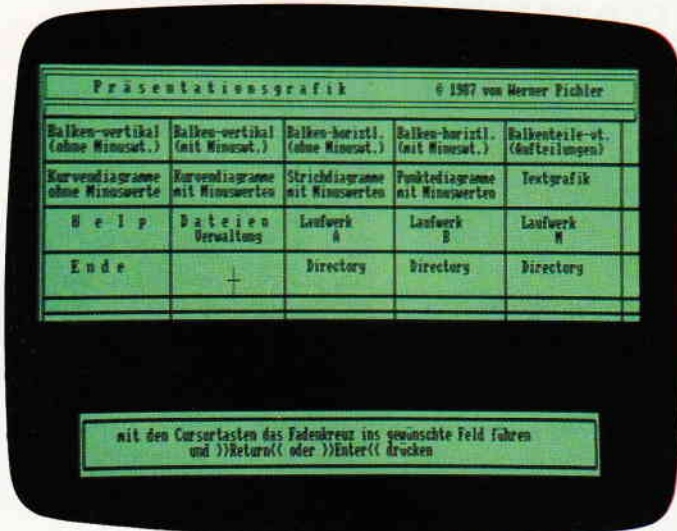 Präsentationsgrafik © 1987 von Werner Pichler
Balken-vertikal Balken-vertikal Balken-horiztl. Balken-horiztl. Balkenteile-vt.
(ohne Minuswt.) (mit Minuswt.) (ohne Minuswt.) (mit Minuswt.) (Aufteilungen)
Kurvendiagramme Kurvendiagramme Strichdiagramme Punktediagramme Textgrafik
ohne Minuswerte mit Minuswerten mit Minuswerten mit Minuswerten
Help Dateien Laufwerk Laufwerk Laufwerk
Verwaltung A B M
Ende Directory Directory Directory
mit den Cursortasten das Fadenkreuz ins gewünschte Feld führen
und >>Return<< oder >>Enter<< drücken